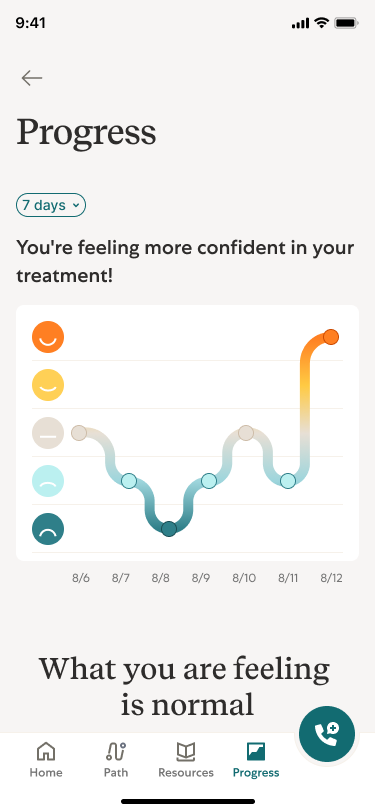 9:41
Progress
7 days
You're feeling more confident in your
treatment!
8/6 8/7 8/8 8/9 8/10 8/11 8/12
What you are feeling
is normal
Home Path Resources Progress